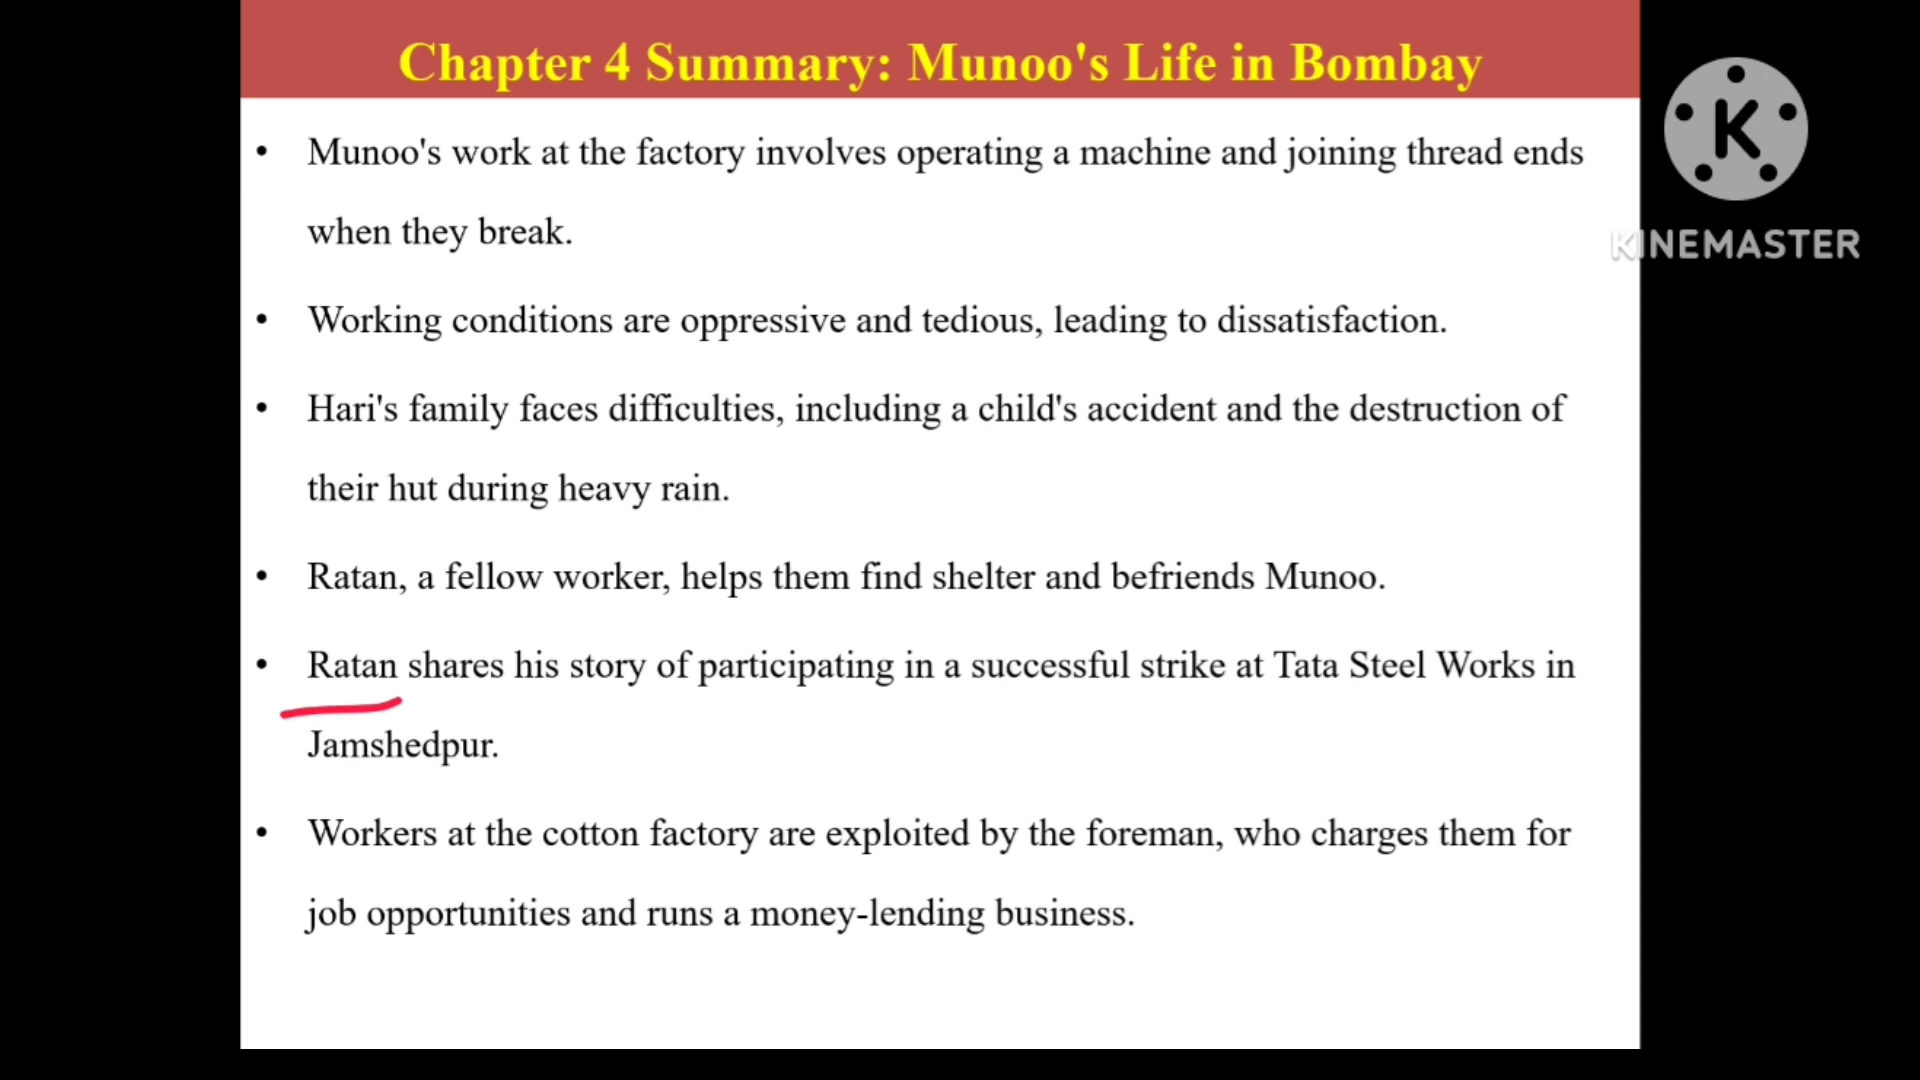 Chapter 4 Summary: Munoo's Life in Bombay
• Munoo's work at the factory involves operating a machine and joining thread ends
when they break.
• Working conditions are oppressive and tedious, leading to dissatisfaction.
• Hari's family faces difficulties, including a child's accident and the destruction of
their hut during heavy rain.
• Ratan, a fellow worker, helps them find shelter and befriends Munoo.
• Ratan shares his story of participating in a successful strike at Tata Steel Works in
Jamshedpur.
• Workers at the cotton factory are exploited by the foreman, who charges them for
job opportunities and runs a money-lending business.
K
KINEMASTER